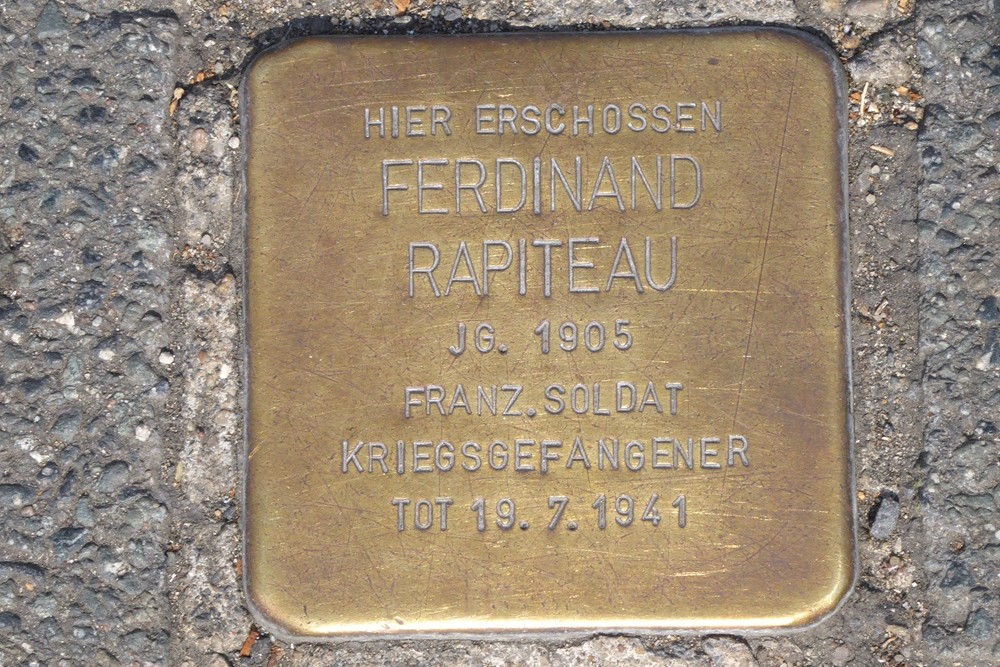 HIER ERSCHOSSEN
FERDINAND
RAPITEAU
JG. 1905
FRANZ. SOLDAT
KRIEGSGEFANGENER
TOT 19. 7. 1941